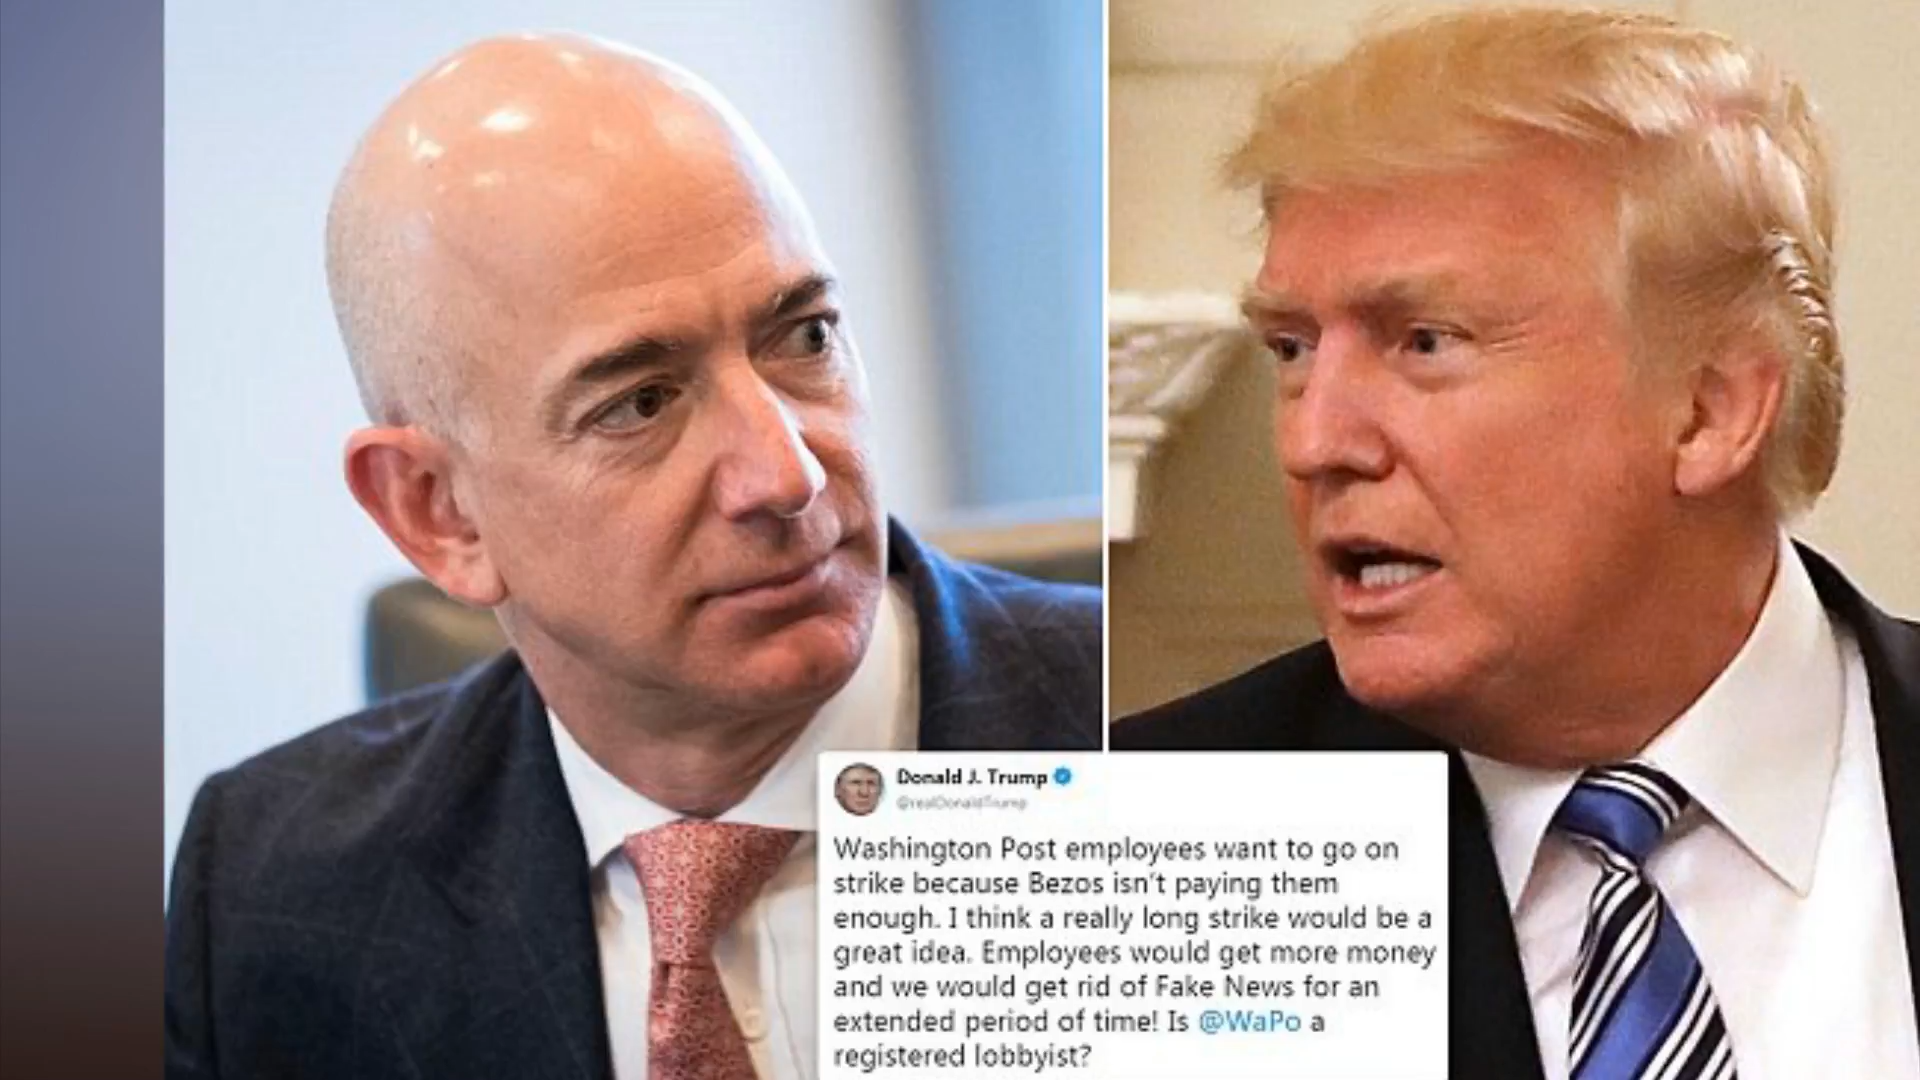 Donald J. Trump
@realDonaldTrump
Washington Post employees want to go on
strike because Bezos isn't paying them
enough. I think a really long strike would be a
great idea. Employees would get more money
and we would get rid of Fake News for an
extended period of time! Is @WaPo a
registered lobbyist?